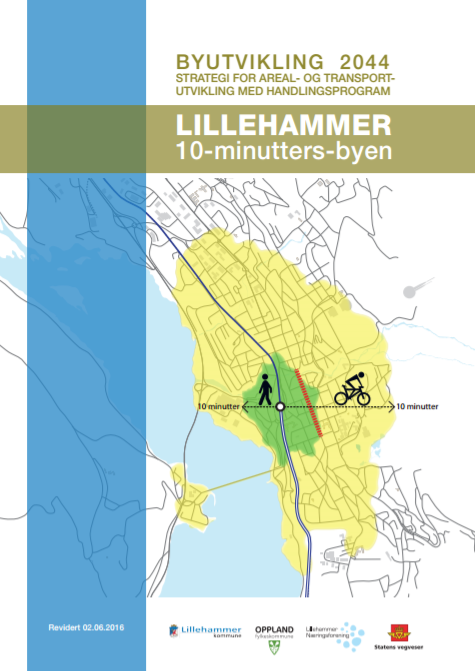 BYUTVIKLING 2044
STRATEGI FOR AREAL- OG TRANSPORT-
UTVIKLING MED HANDLINGSPROGRAM
LILLEHAMMER
10-minutters-byen
10 minutter
10 minutter
Revidert 02.06.2016
Lillehammer
kommune
OPPLAND
fylkeskommune
Lillehammer
Næringsforening
Statens vegvesen